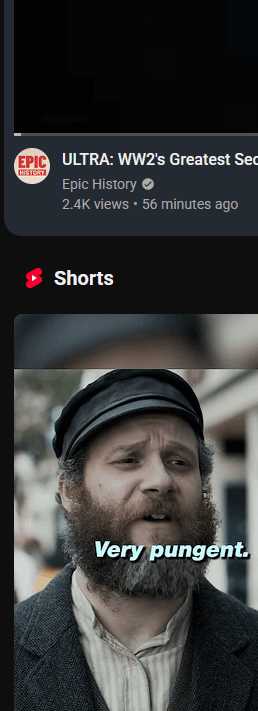 EPIC
HISTORY
ULTRA: WW2's Greatest Sec
Epic History
2.4K views • 56 minutes ago
Shorts
Very pungent.